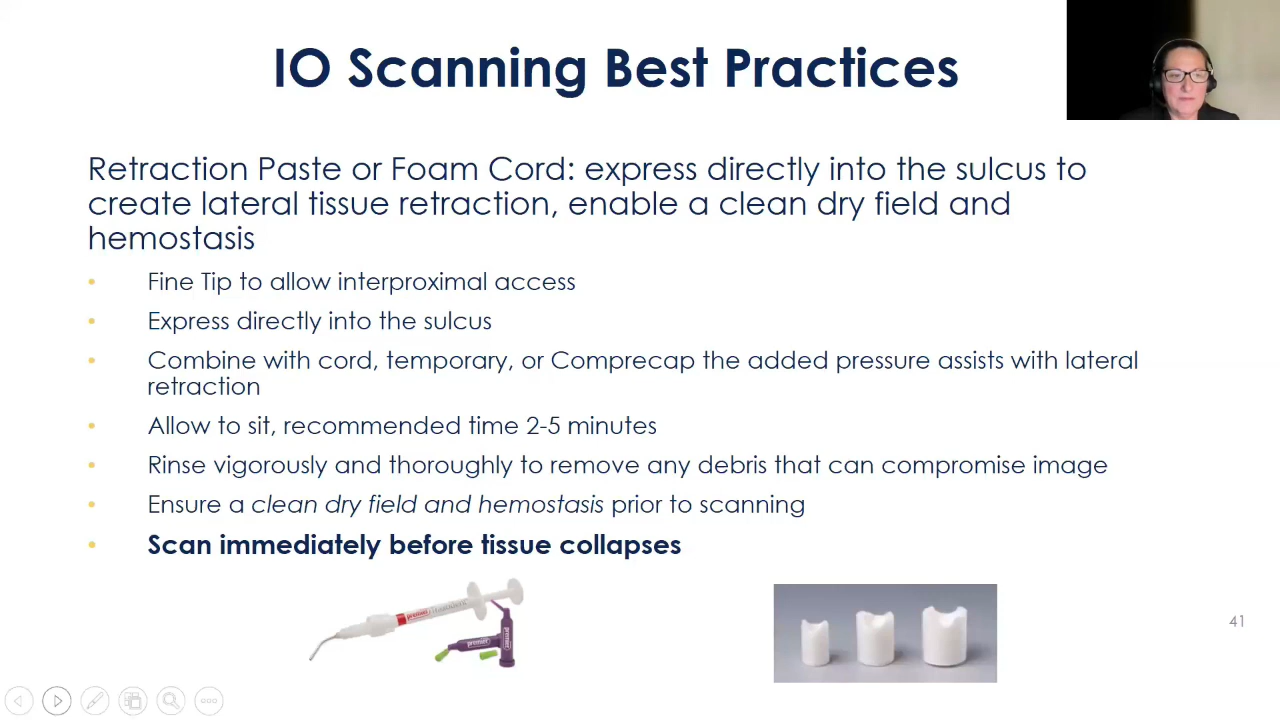 IO Scanning Best Practices
Retraction Paste or Foam Cord: express directly into the sulcus to
create lateral tissue retraction, enable a clean dry field and
hemostasis
• Fine Tip to allow interproximal access
• Express directly into the sulcus
• Combine with cord, temporary, or Comprecap the added pressure assists with lateral
retraction
• Allow to sit, recommended time 2-5 minutes
• Rinse vigorously and thoroughly to remove any debris that can compromise image
• Ensure a clean dry field and hemostasis prior to scanning
• Scan immediately before tissue collapses
premier
premier
premier
41